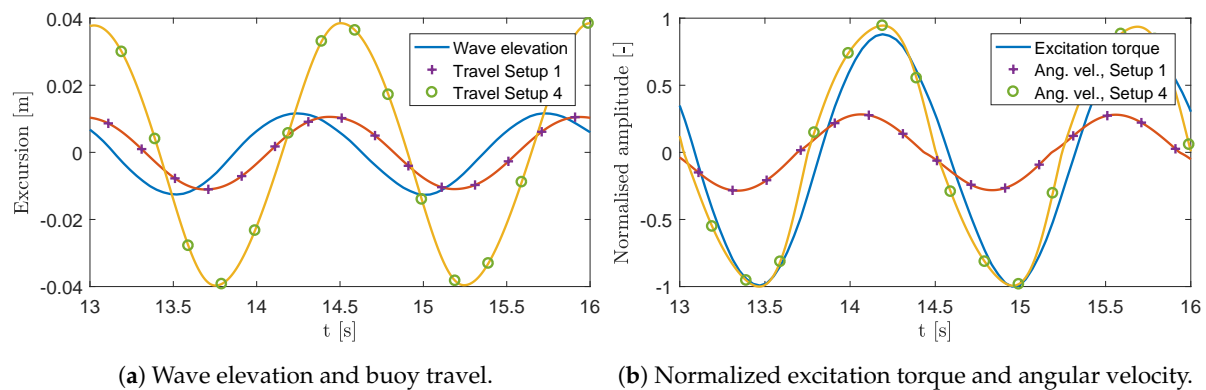 0.04
0.02
0
-0.02
-0.04
Excursion [m]
13
13.5
14
14.5
15
15.5
16
t [s]
Wave elevation
Travel Setup 1
Travel Setup 4
1
0.5
0
-0.5
-1
Normalised amplitude [-]
13
13.5
14
14.5
15
15.5
16
t [s]
Excitation torque
Ang. vel., Setup 1
Ang. vel., Setup 4
(a) Wave elevation and buoy travel.
(b) Normalized excitation torque and angular velocity.